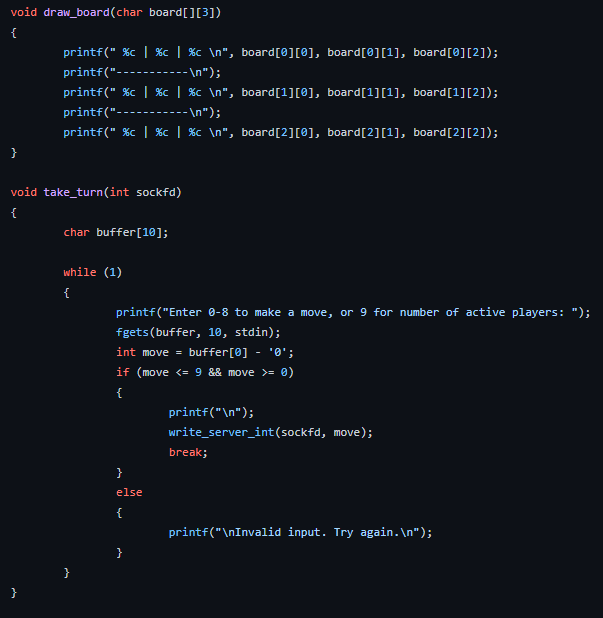 void draw_board(char board[][3])
{
        printf(" %c | %c | %c \n", board[0][0], board[0][1], board[0][2]);
        printf("-----------\n");
        printf(" %c | %c | %c \n", board[1][0], board[1][1], board[1][2]);
        printf("-----------\n");
        printf(" %c | %c | %c \n", board[2][0], board[2][1], board[2][2]);
}

void take_turn(int sockfd)
{
        char buffer[10];

        while (1)
        {
                printf("Enter 0-8 to make a move, or 9 for number of active players: ");
                fgets(buffer, 10, stdin);
                int move = buffer[0] - '0';
                if (move <= 9 && move >= 0)
                {
                        printf("\n");
                        write_server_int(sockfd, move);
                        break;
                }
                else
                {
                        printf("\nInvalid input. Try again.\n");
                }
        }
}